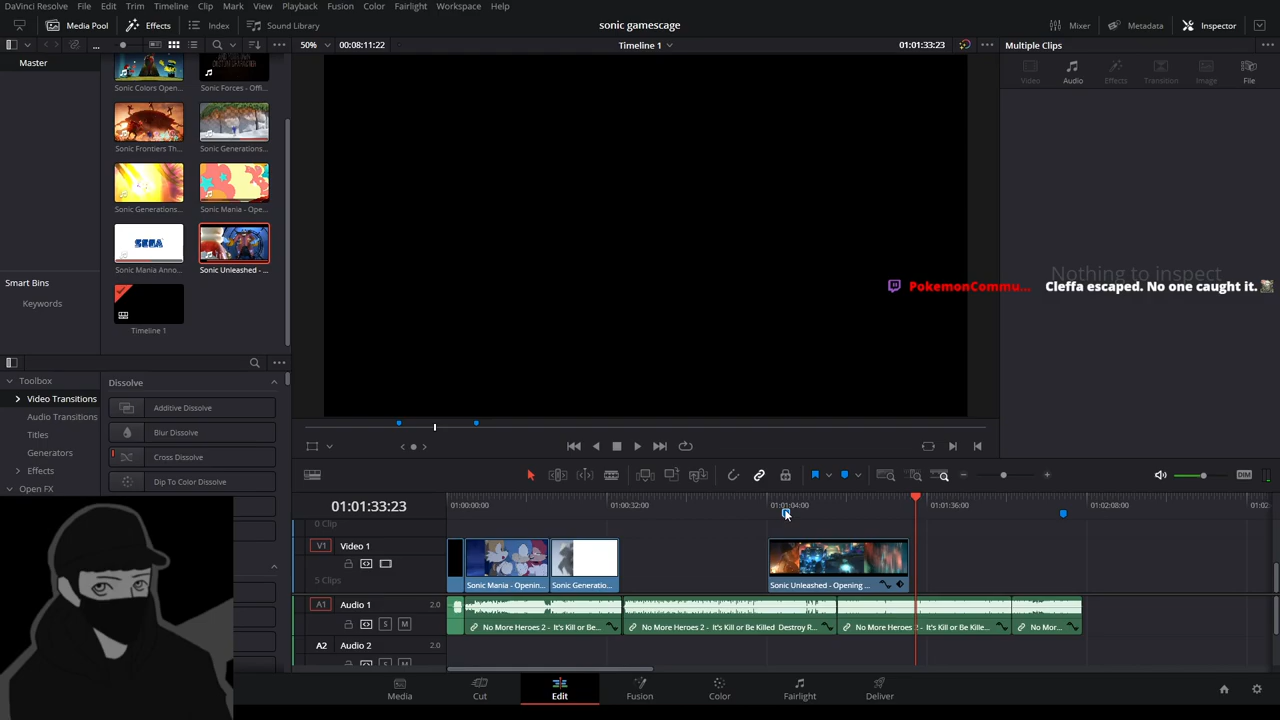 DaVinci Resolve File Edit Trim Timeline Clip Mark View Playback Fusion Color Fairlight Workspace Help
Media Pool Effects Index Sound Library sonic gamescage Mixer Metadata Inspector
... 50% 00:08:11:22 Timeline 1 01:01:33:23 Multiple Clips
Master
Video Audio Effects Transition Image File
Sonic Colors Open... Sonic Forces - Offi...
Sonic Frontiers Th... Sonic Generations...
Sonic Generations... Sonic Mania - Ope...
SEGA
Sonic Mania Anno... Sonic Unleashed - ...
Nothing to inspect
PokemonCommu... Cleffa escaped. No one caught it.
Smart Bins
Keywords
Timeline 1
Toolbox
Video Transitions
Audio Transitions
Titles
Generators
Effects
Open FX
Dissolve
Additive Dissolve
Blur Dissolve
Cross Dissolve
Dip To Color Dissolve
DIM
01:01:33:23 01:00:00:00 01:00:32:00 01:01:04:00 01:01:36:00 01:02:08:00 01:02
0 Clip
V1 Video 1
5 Clips Sonic Mania - Openin... Sonic Generatio... Sonic Unleashed - Opening ...
A1 Audio 1 2.0
S M No More Heroes 2 - It's Kill or Be... No More Heroes 2 - It's Kill or Be Killed Destroy R... No More Heroes 2 - It's Kill or Be Kille... No Mor...
A2 Audio 2 2.0
S M
Media Cut Edit Fusion Color Fairlight Deliver